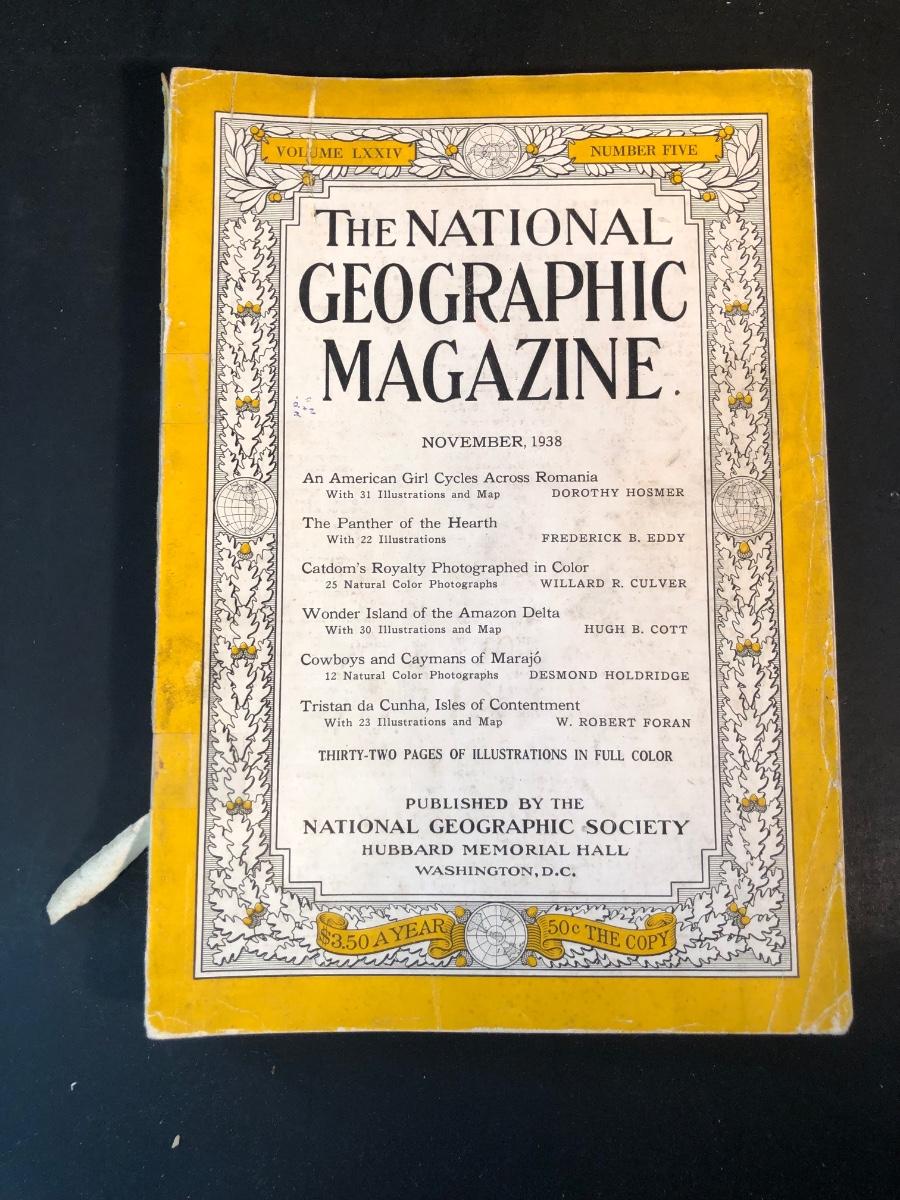 VOLUME LXXIV NUMBER FIVE
THE NATIONAL
GEOGRAPHIC
MAGAZINE
NOVEMBER, 1938
An American Girl Cycles Across Romania
With 31 Illustrations and Map DOROTHY HOSMER
The Panther of the Hearth
With 22 Illustrations FREDERICK B. EDDY
Catdom's Royalty Photographed in Color
25 Natural Color Photographs WILLARD R. CULVER
Wonder Island of the Amazon Delta
With 30 Illustrations and Map HUGH B. COTT
Cowboys and Caymans of Marajó
12 Natural Color Photographs DESMOND HOLDRIDGE
Tristan da Cunha, Isles of Contentment
With 23 Illustrations and Map W. ROBERT FORAN
THIRTY-TWO PAGES OF ILLUSTRATIONS IN FULL COLOR
PUBLISHED BY THE
NATIONAL GEOGRAPHIC SOCIETY
HUBBARD MEMORIAL HALL
WASHINGTON, D.C.
$3.50 A YEAR 50c THE COPY